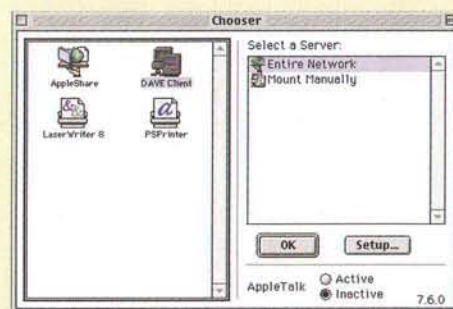 Chooser
AppleShare
DAVE Client
LaserWriter 8
PSPrinter
Select a Server:
Entire Network
Mount Manually
OK
Setup...
AppleTalk
Active
Inactive
7.6.0